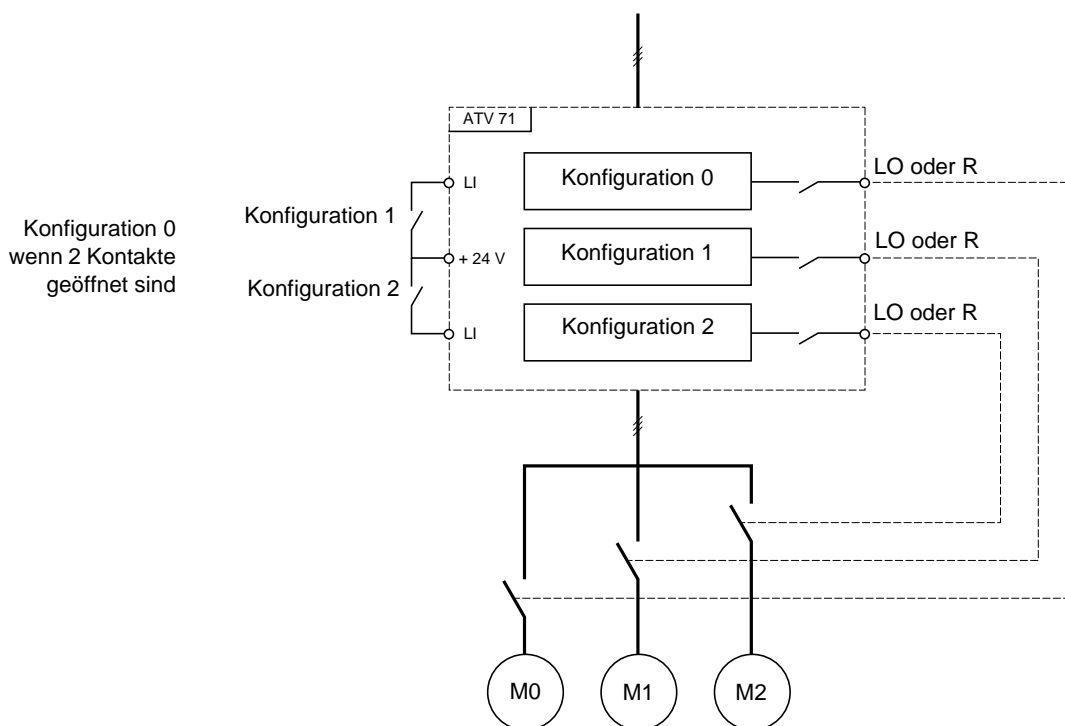 ATV 71
Konfiguration 0
LO oder R
LI
Konfiguration 1
Konfiguration 0
wenn 2 Kontakte
geöffnet sind
+ 24 V
Konfiguration 1
LO oder R
Konfiguration 2
LI
Konfiguration 2
LO oder R
M0
M1
M2